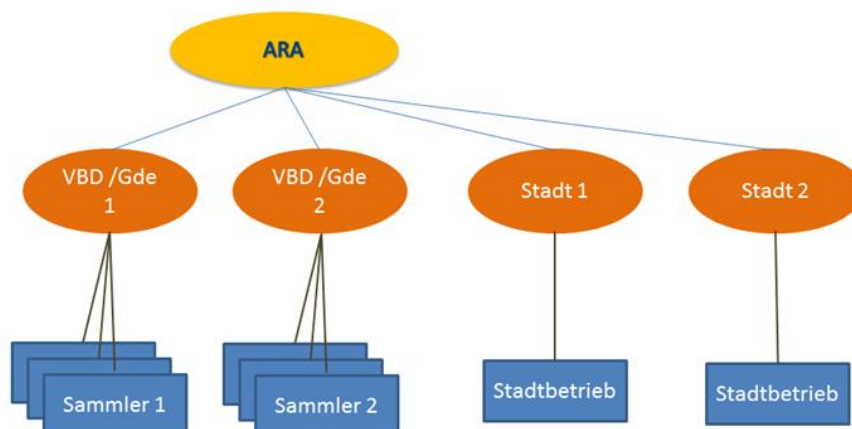 ARA
VBD /Gde
1
VBD /Gde
2
Stadt 1
Stadt 2
Sammler 1
Sammler 2
Stadtbetrieb
Stadtbetrieb